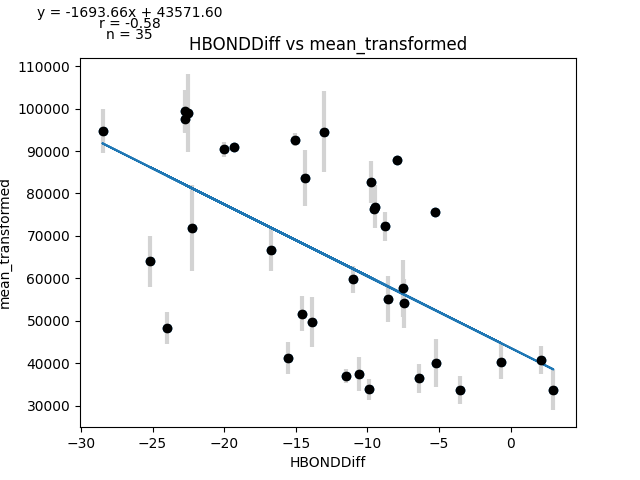 y = -1693.66x + 43571.60
r = -0.58
n = 35
HBONDDiff vs mean_transformed
110000
100000
90000
80000
70000
60000
50000
40000
30000
mean_transformed
−30
−25
−20
−15
−10
−5
0
HBONDDiff